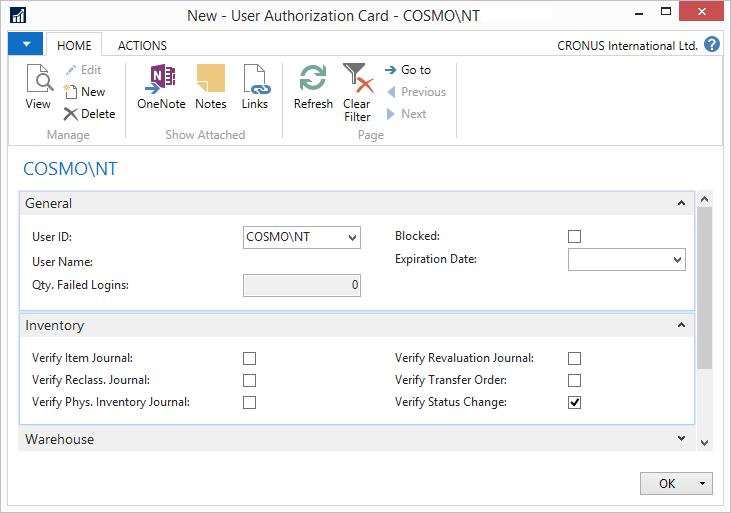 New - User Authorization Card - COSMO\NT
HOME ACTIONS CRONUS International Ltd. ?
View Edit New Delete OneNote Notes Links Refresh Clear Filter Go to Previous Next
Manage Show Attached Page
COSMO\NT
General
User ID: COSMO\NT Blocked:
User Name: Expiration Date:
Qty. Failed Logins: 0
Inventory
Verify Item Journal: Verify Revaluation Journal:
Verify Reclass. Journal: Verify Transfer Order:
Verify Phys. Inventory Journal: Verify Status Change:
Warehouse
OK